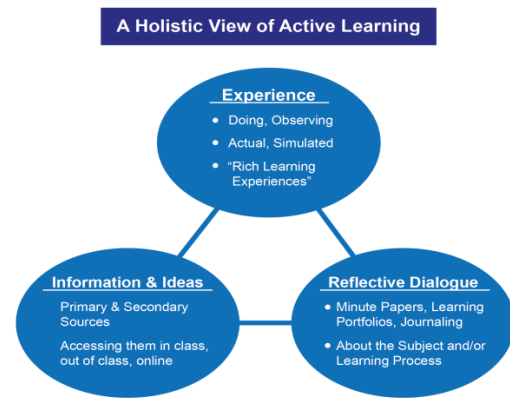 A Holistic View of Active Learning
Experience
• Doing, Observing
• Actual, Simulated
• “Rich Learning
Experiences”
Information & Ideas
Primary & Secondary
Sources
Accessing them in class,
out of class, online
Reflective Dialogue
• Minute Papers, Learning
Portfolios, Journaling
• About the Subject and/or
Learning Process